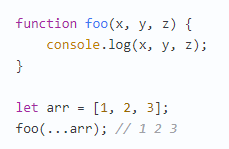 function foo(x, y, z) {
    console.log(x, y, z);
}

let arr = [1, 2, 3];
foo(...arr); // 1 2 3